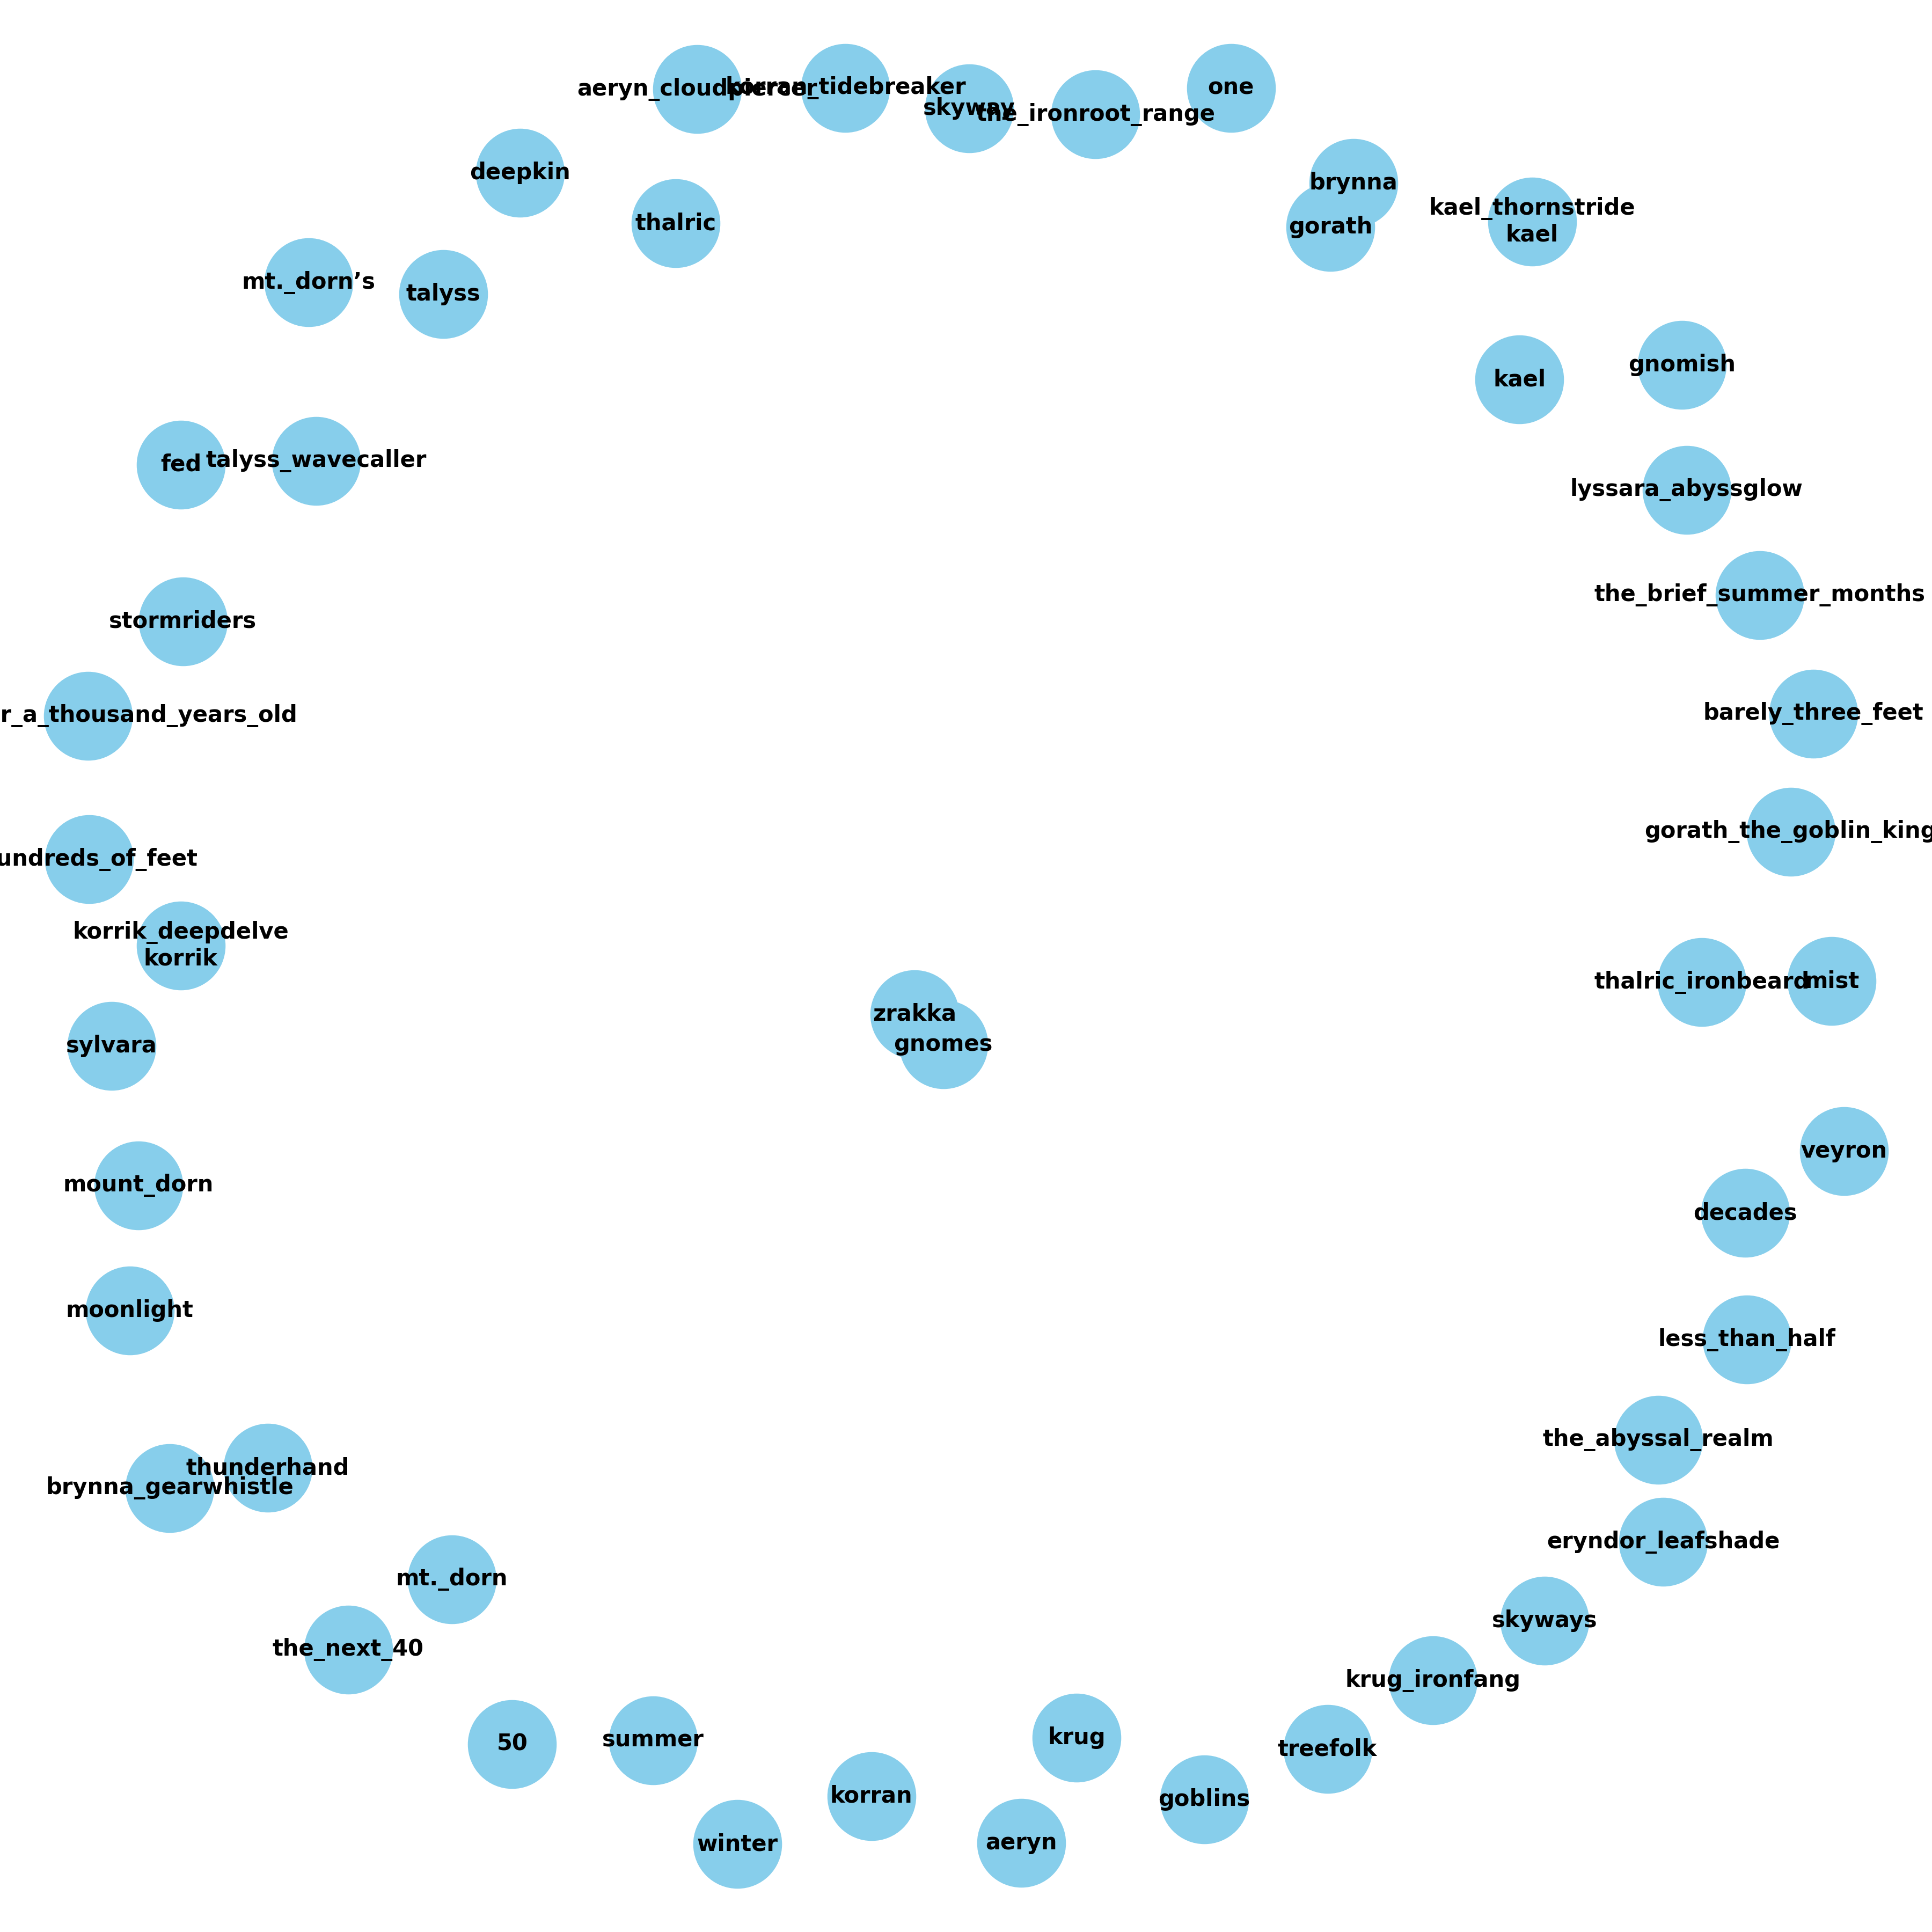 one
korran_tidebreaker
aeryn_cloudpiercer
skyway
the_ironroot_range
deepkin
brynna
kael_thornstride
kael
thalric
gorath
mt._dorn’s
talyss
gnomish
kael
fed
talyss_wavecaller
lyssara_abyssglow
the_brief_summer_months
stormriders
barely_three_feet
r_a_thousand_years_old
gorath_the_goblin_king
undreds_of_feet
korrik_deepdelve
korrik
thalric_ironbeard
mist
zrakka
gnomes
sylvara
veyron
mount_dorn
decades
moonlight
less_than_half
the_abyssal_realm
thunderhand
brynna_gearwhistle
eryndor_leafshade
mt._dorn
skyways
the_next_40
krug_ironfang
krug
summer
50
treefolk
korran
goblins
winter
aeryn